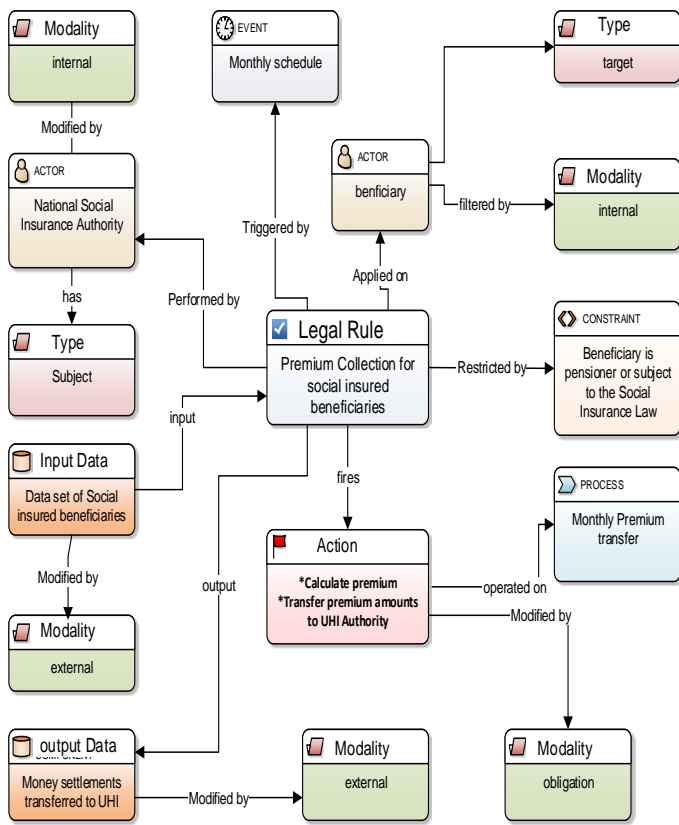 Modality
internal
Modified by
ACTOR
National Social
Insurance Authority
has
Type
Subject
EVENT
Monthly schedule
Triggered by
Performed by
ACTOR
benficiary
Applied on
Type
target
filtered by
Modality
internal
Legal Rule
Premium Collection for
social insured
beneficiaries
Restricted by
CONSTRAINT
Beneficiary is
pensioner or subject
to the Social
Insurance Law
input
Input Data
Data set of Social
insured beneficiaries
Modified by
Modality
external
fires
Action
*Calculate premium
*Transfer premium amounts
to UHI Authority
operated on
PROCESS
Monthly Premium
transfer
Modified by
Modality
obligation
output
output Data
COMPONENT
Money settlements
transferred to UHI
Modified by
Modality
external